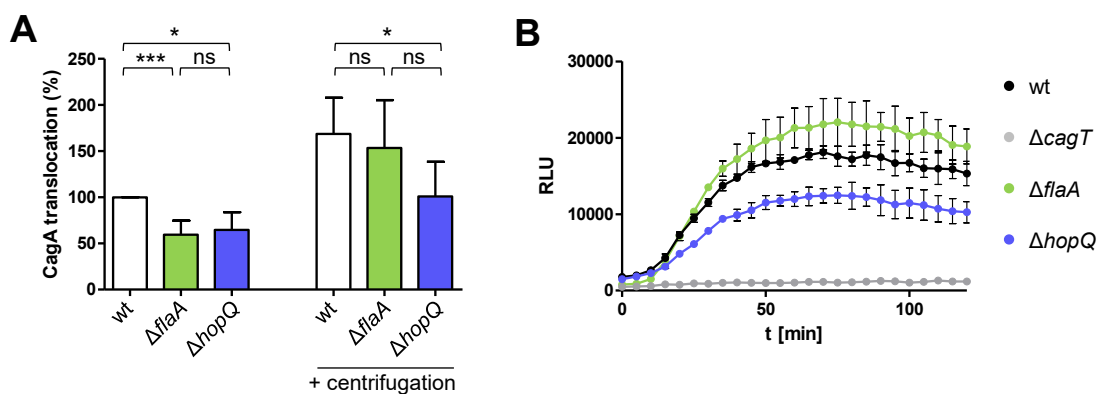 A
* *
*** ns ns ns
CagA translocation (%)
250
200
150
100
50
0
wt ΔflaA ΔhopQ wt ΔflaA ΔhopQ
+ centrifugation
B
RLU
30000
20000
10000
0
0 50 100
t [min]
wt
ΔcagT
ΔflaA
ΔhopQ